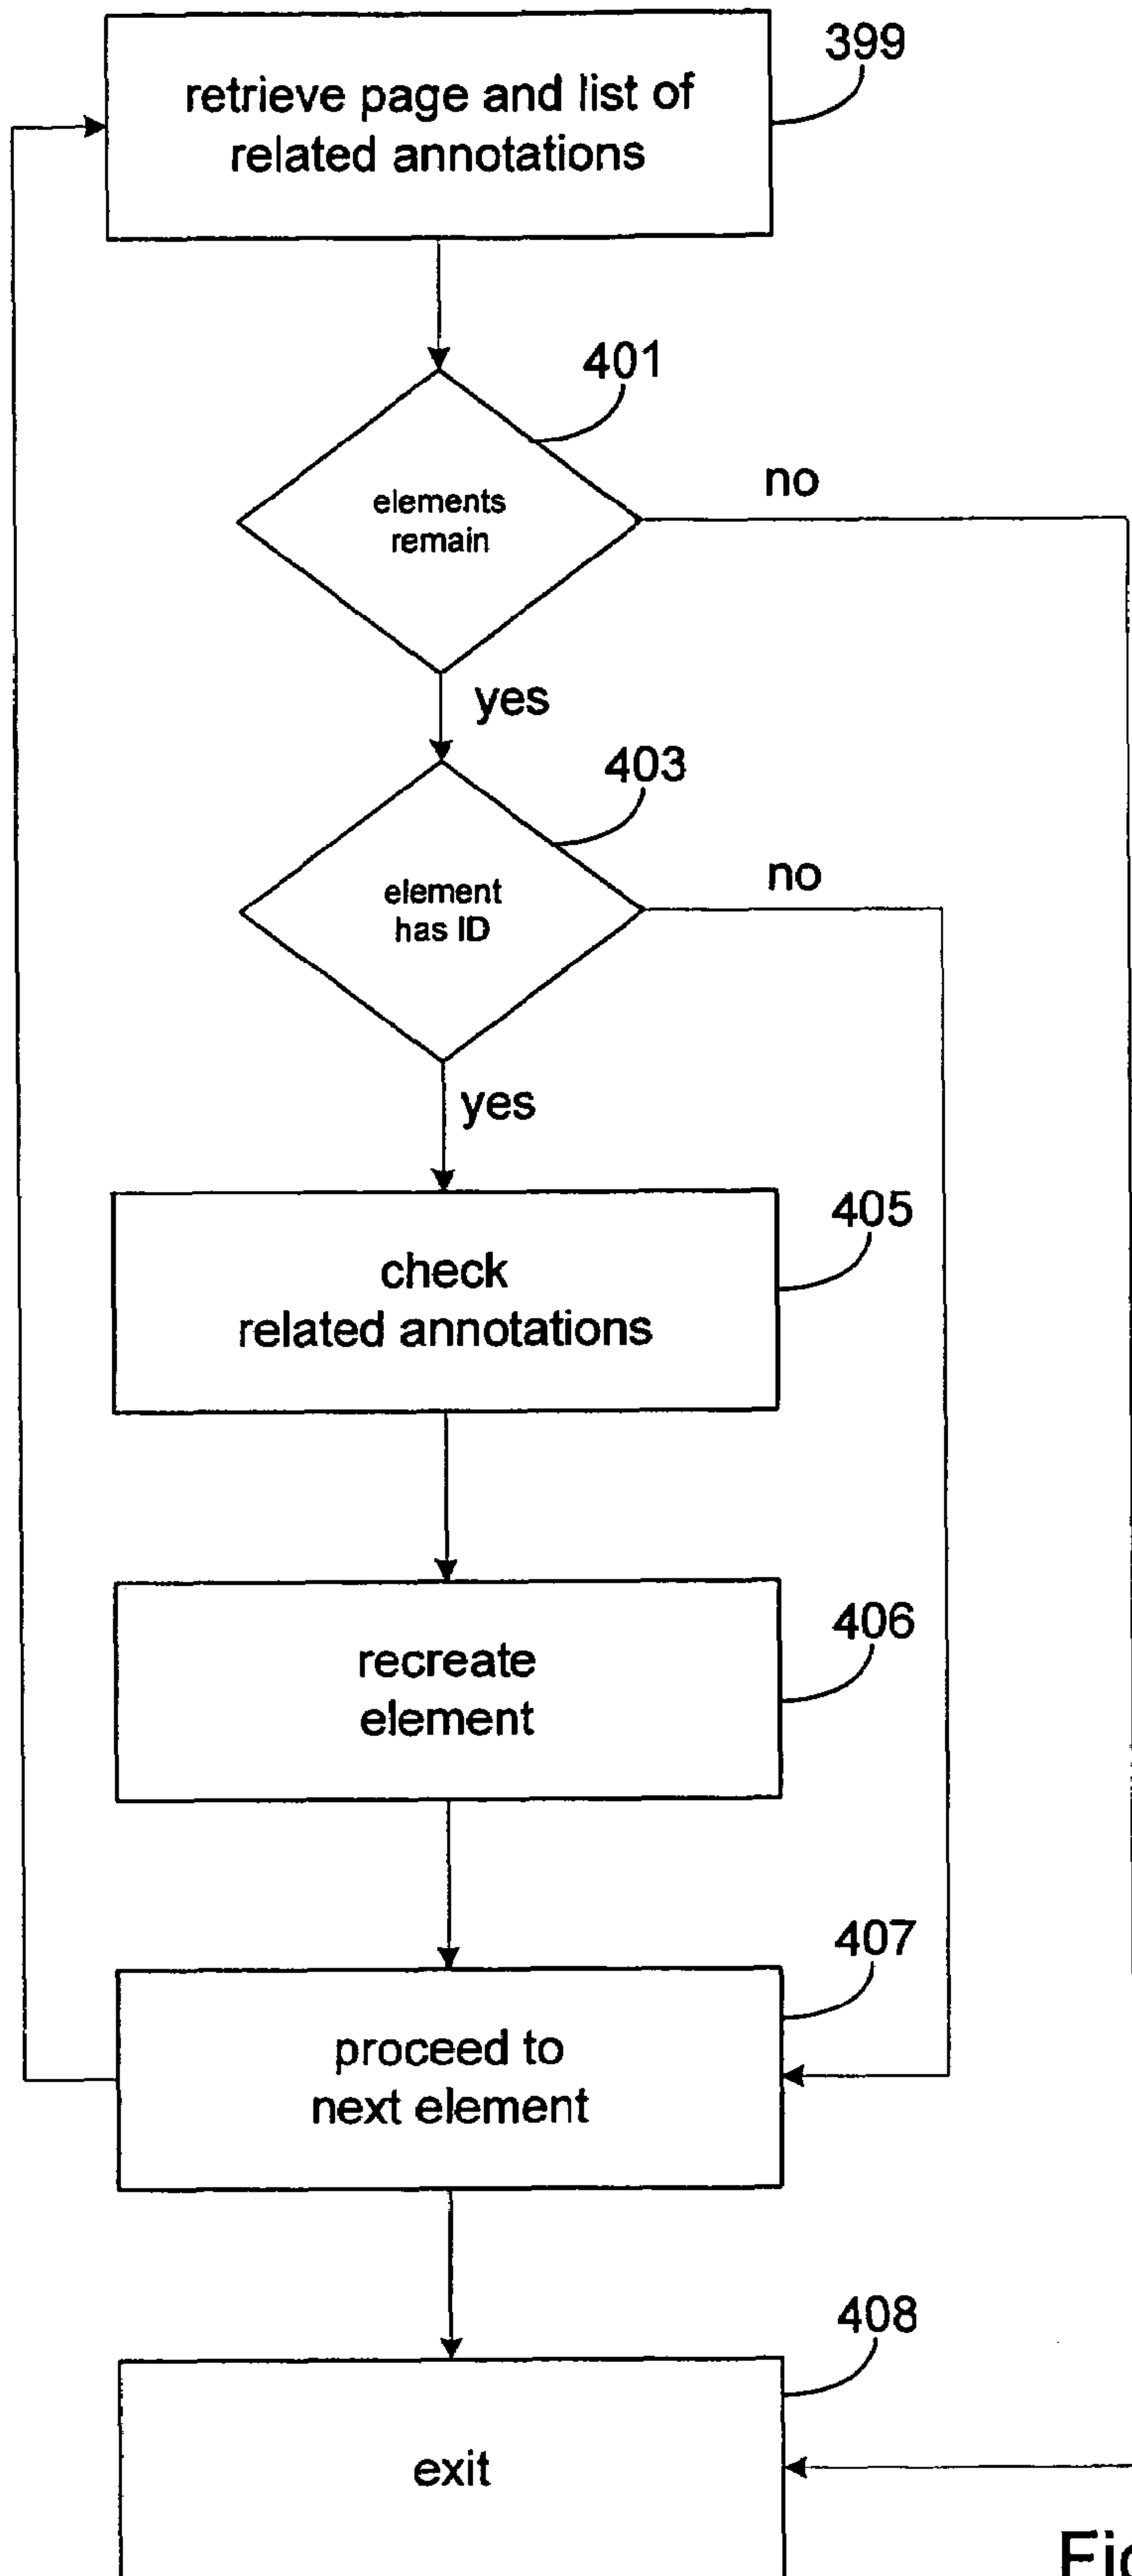 retrieve page and list of
related annotations
399
401
elements
remain
no
yes
403
element
has ID
no
yes
405
check
related annotations
406
recreate
element
407
proceed to
next element
408
exit